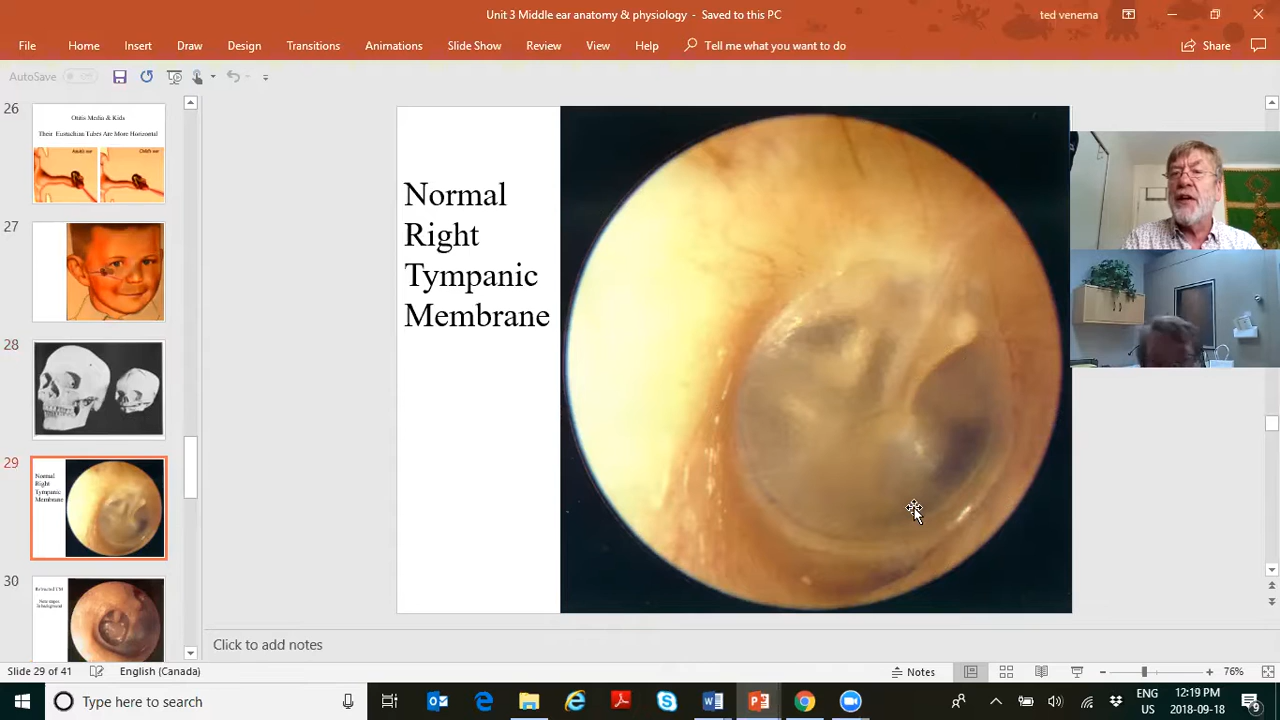 Unit 3 Middle ear anatomy & physiology - Saved to this PC
ted venema
File Home Insert Draw Design Transitions Animations Slide Show Review View Help Tell me what you want to do Share
AutoSave Off
26
Otitis Media & Kids
Their Eustachian Tubes Are More Horizontal
27
28
29
Normal
Right
Tympanic
Membrane
30
Retracted TM
Normal
Right
Tympanic
Membrane
Click to add notes
Slide 29 of 41 English (Canada) Notes 76%
Type here to search
ENG 12:19 PM
US 2018-09-18
9